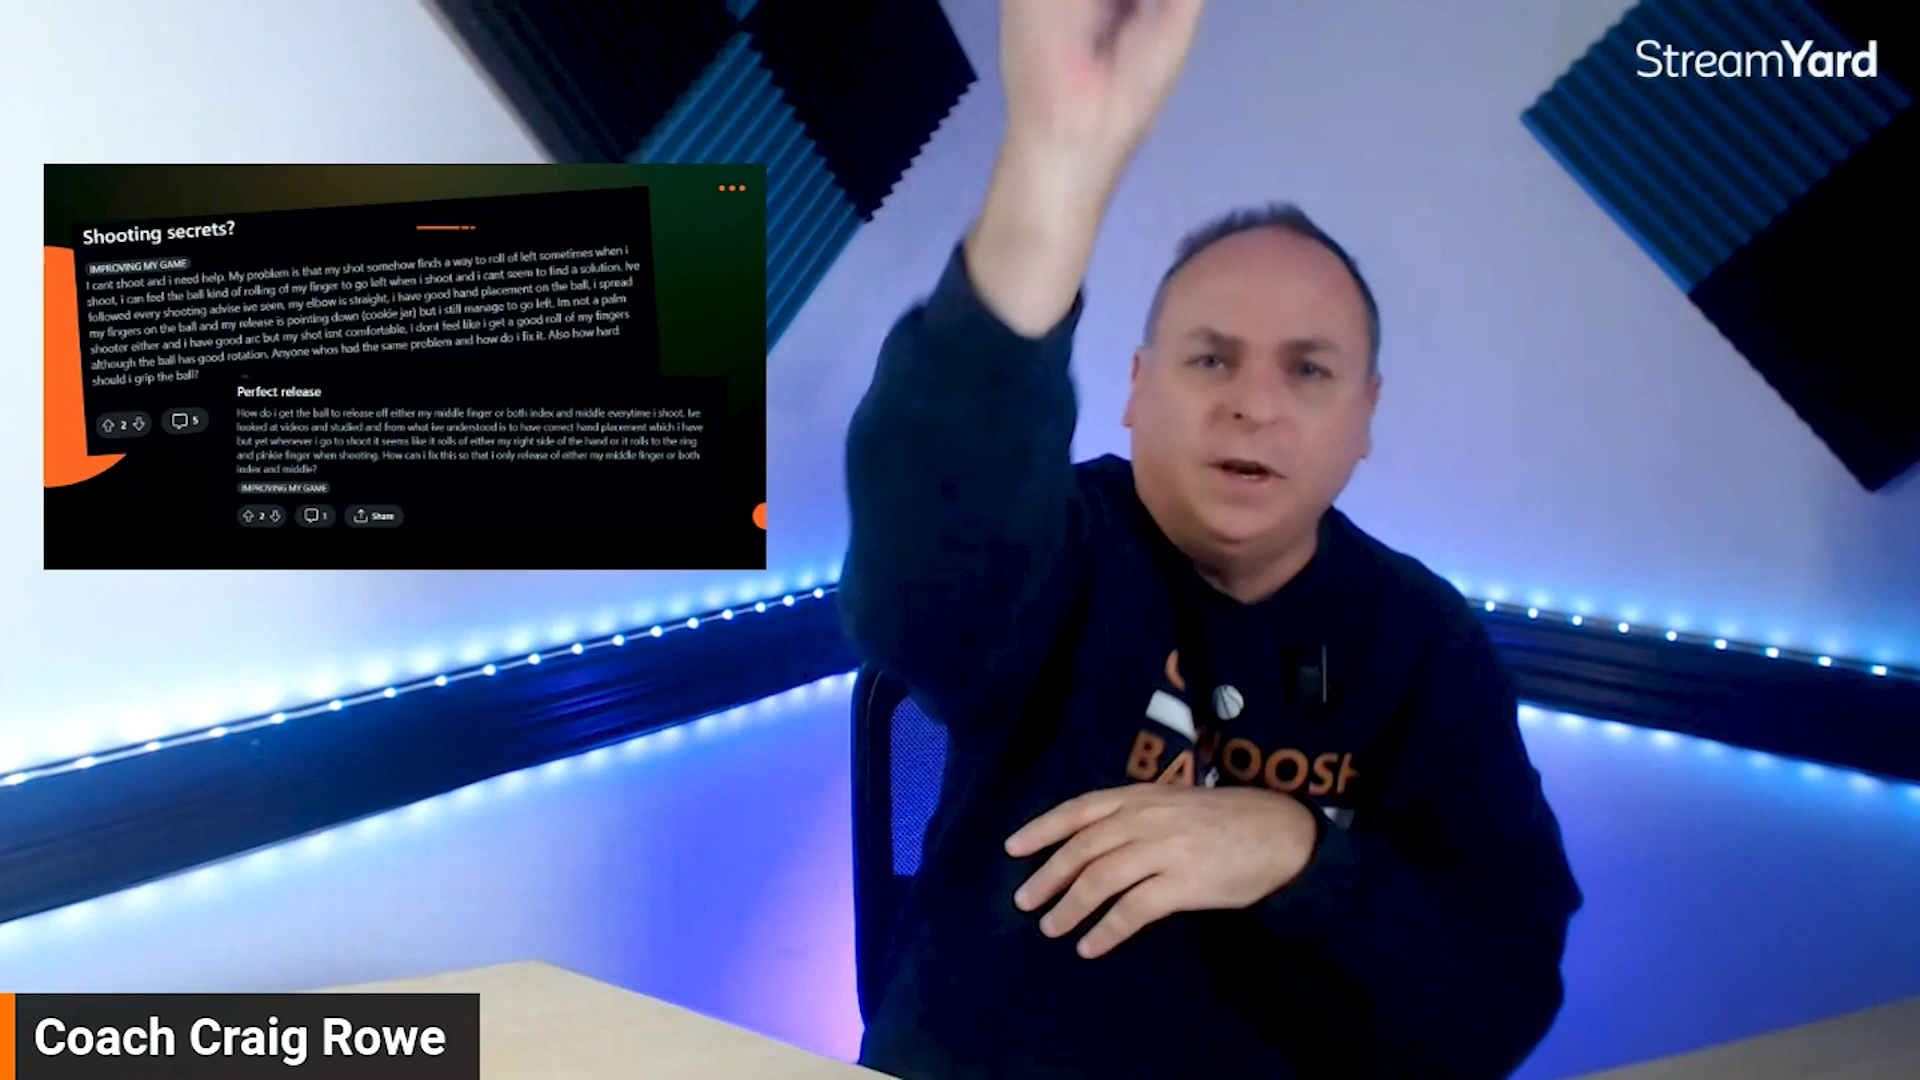 StreamYard
Shooting secrets?
IMPROVING MY GAME
I cant shoot and i need help. My problem is that my shot somehow finds a way to roll of left sometimes when i
shoot, i can feel the ball kind of rolling of my finger to go left when i shoot and i cant seem to find a solution. Ive
followed every shooting advise ive seen, my elbow is straight, i have good hand placement on the ball, i spread
my fingers on the ball and my release is pointing down (cookie jar) but i still manage to go left. Im not a palm
shooter either and i have good arc but my shot isnt comfortable, i dont feel like i get a good roll of my fingers
although the ball has good rotation. Anyone whos had the same problem and how do i fix it. Also how hard
should i grip the ball?
2
5
Perfect release
How do i get the ball to release off either my middle finger or both index and middle everytime i shoot. Ive
looked at videos and studied and from what ive understood is to have correct hand placement which i have
but yet whenever i go to shoot it seems like it rolls of either my right side of the hand or it rolls to the ring
and pinkie finger when shooting. How can i fix this so that i only release of either my middle finger or both
index and middle?
IMPROVING MY GAME
2
1
Share
Coach Craig Rowe